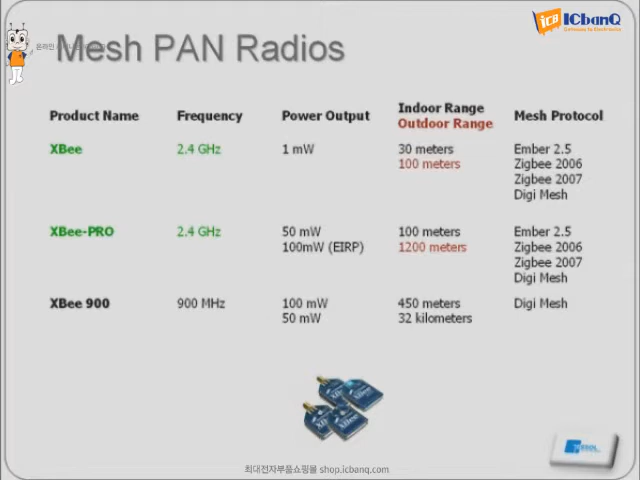 ICbanQ
Gateway to Electronics
Mesh PAN Radios
Product Name
Frequency
Power Output
Indoor Range
Outdoor Range
Mesh Protocol
XBee
2.4 GHz
1 mW
30 meters
100 meters
Ember 2.5
Zigbee 2006
Zigbee 2007
Digi Mesh
XBee-PRO
2.4 GHz
50 mW
100mW (EIRP)
100 meters
1200 meters
Ember 2.5
Zigbee 2006
Zigbee 2007
Digi Mesh
XBee 900
900 MHz
100 mW
50 mW
450 meters
32 kilometers
Digi Mesh
최대전자부품쇼핑몰 shop.icbanq.com